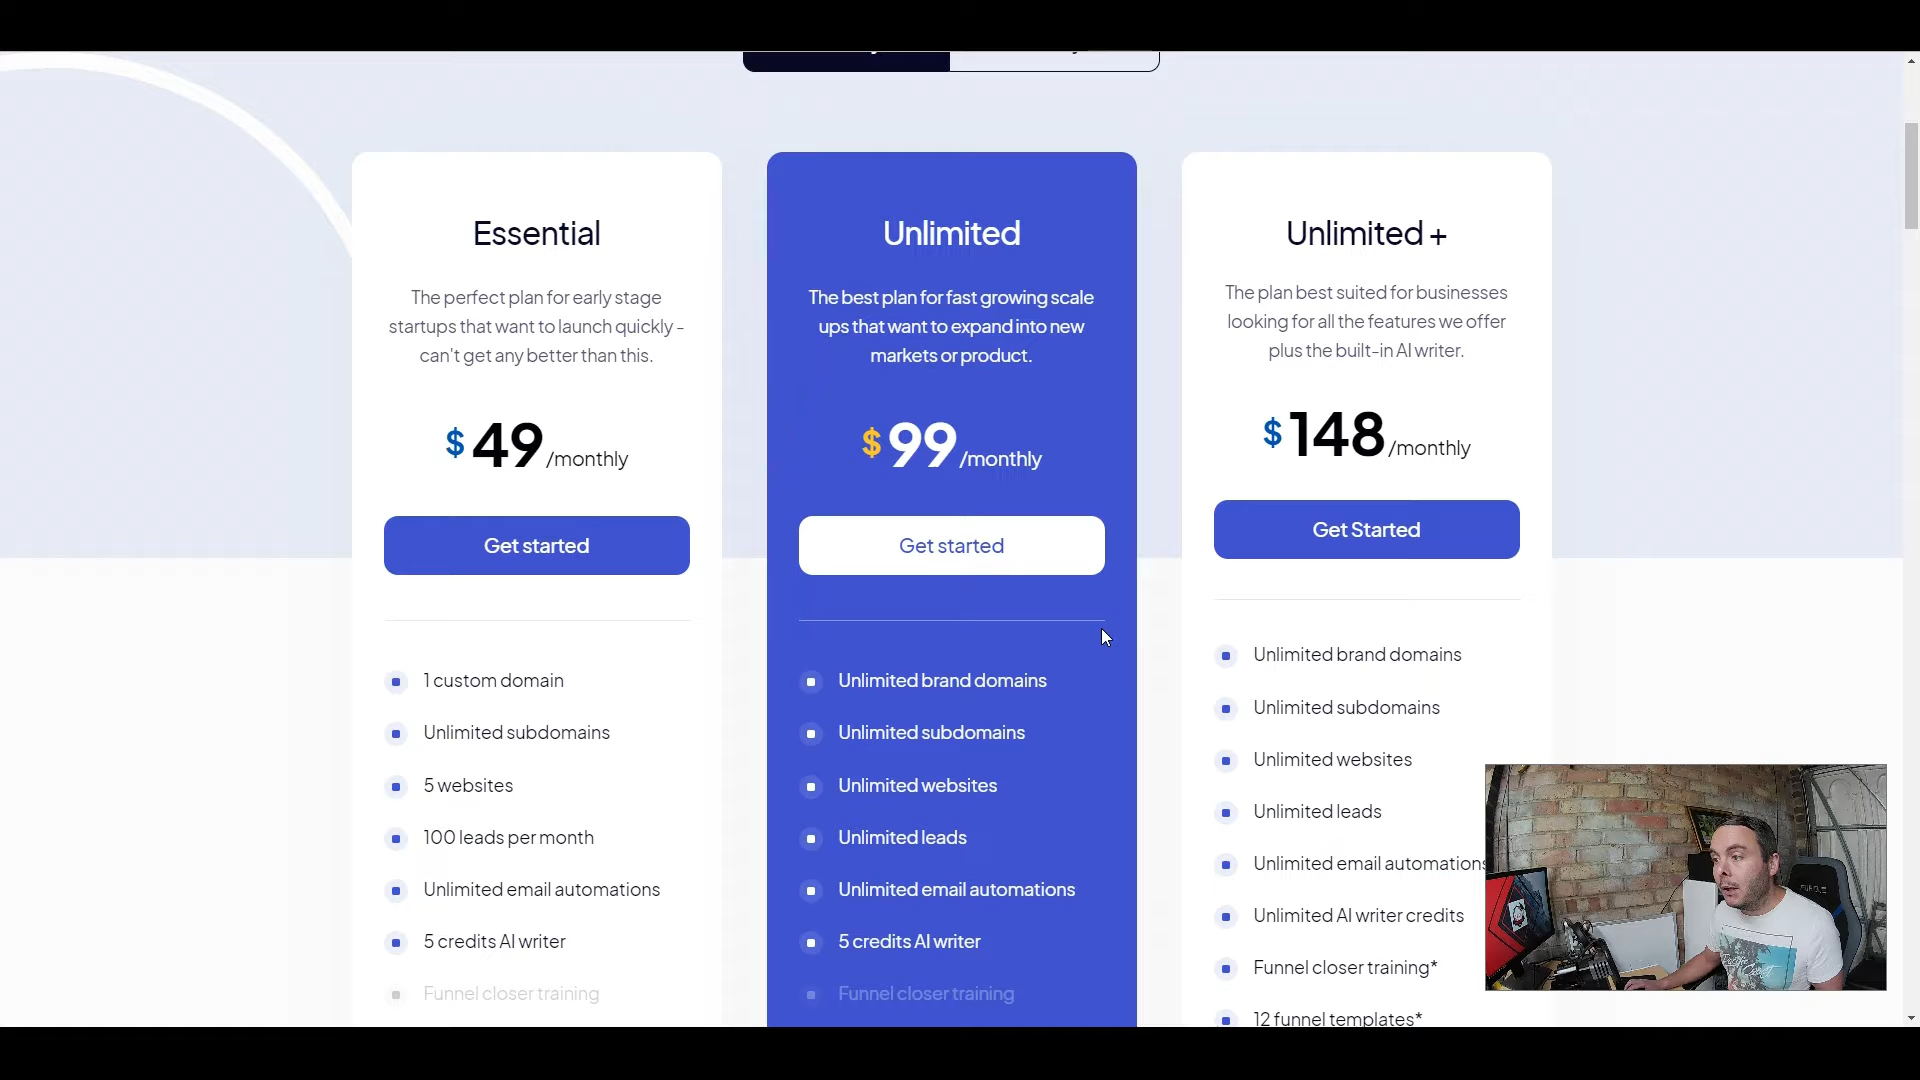 Essential
The perfect plan for early stage
startups that want to launch quickly -
can't get any better than this.
$ 49 /monthly
Get started
1 custom domain
Unlimited subdomains
5 websites
100 leads per month
Unlimited email automations
5 credits AI writer
Funnel closer training
Unlimited
The best plan for fast growing scale
ups that want to expand into new
markets or product.
$ 99 /monthly
Get started
Unlimited brand domains
Unlimited subdomains
Unlimited websites
Unlimited leads
Unlimited email automations
5 credits AI writer
Funnel closer training
Unlimited +
The plan best suited for businesses
looking for all the features we offer
plus the built-in AI writer.
$ 148 /monthly
Get Started
Unlimited brand domains
Unlimited subdomains
Unlimited websites
Unlimited leads
Unlimited email automations
Unlimited AI writer credits
Funnel closer training*
12 funnel templates*